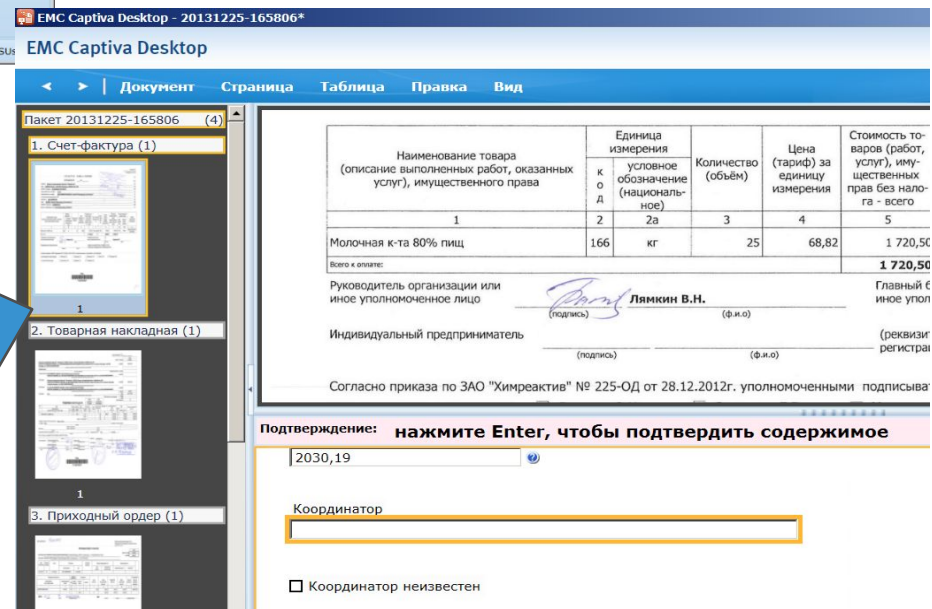 EMC Captiva Desktop - 20131225-165806*
EMC Captiva Desktop
< > | Документ Страница Таблица Правка Вид
Пакет 20131225-165806 (4)
1. Счет-фактура (1)
1
2. Товарная накладная (1)
1
3. Приходный ордер (1)
Наименование товара
(описание выполненных работ, оказанных
услуг), имущественного права
Единица
измерения
к
о
д
условное
обозначение
(националь-
ное)
Количество
(объём)
Цена
(тариф) за
единицу
измерения
Стоимость то-
варов (работ,
услуг), иму-
щественных
прав без нало-
га - всего
1 2 2а 3 4 5
Молочная к-та 80% пищ 166 кг 25 68,82 1 720,50
Всего к оплате: 1 720,50
Руководитель организации или
иное уполномоченное лицо
Лямкин В.Н.
(подпись) (ф.и.о)
Главный
иное упол
Индивидуальный предприниматель
(подпись) (ф.и.о)
(реквизит
регистрац
Согласно приказа по ЗАО "Химреактив" № 225-ОД от 28.12.2012г. уполномоченными подписыват
Подтверждение: нажмите Enter, чтобы подтвердить содержимое
2030,19
Координатор
Координатор неизвестен